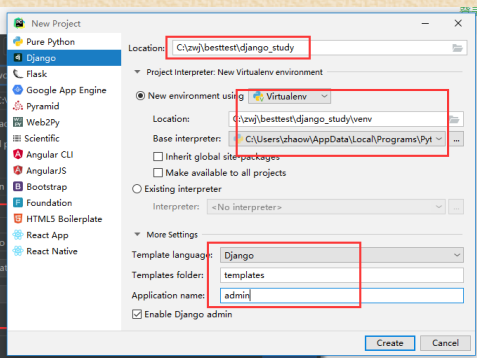 New Project
Pure Python
Django
Flask
Google App Engine
Pyramid
Web2Py
Scientific
Angular CLI
AngularJS
Bootstrap
Foundation
HTML5 Boilerplate
React App
React Native
Location: C:\zwj\besttest\django_study
Project Interpreter: New Virtualenv environment
New environment using Virtualenv
Location: C:\zwj\besttest\django_study\venv
Base interpreter: C:\Users\zhaow\AppData\Local\Programs\Pyt ...
Inherit global site-packages
Make available to all projects
Existing interpreter
Interpreter: <No interpreter> ...
More Settings
Template language: Django
Templates folder: templates
Application name: admin
Enable Django admin
Create Cancel